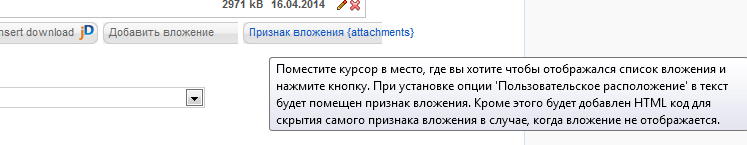 2971 kB 16.04.2014
nsert download jD Добавить вложение Признак вложения {attachments}
Поместите курсор в место, где вы хотите чтобы отображался список вложения и
нажмите кнопку. При установке опции 'Пользовательское расположение' в текст
будет помещен признак вложения. Кроме этого будет добавлен HTML код для
скрытия самого признака вложения в случае, когда вложение не отображается.